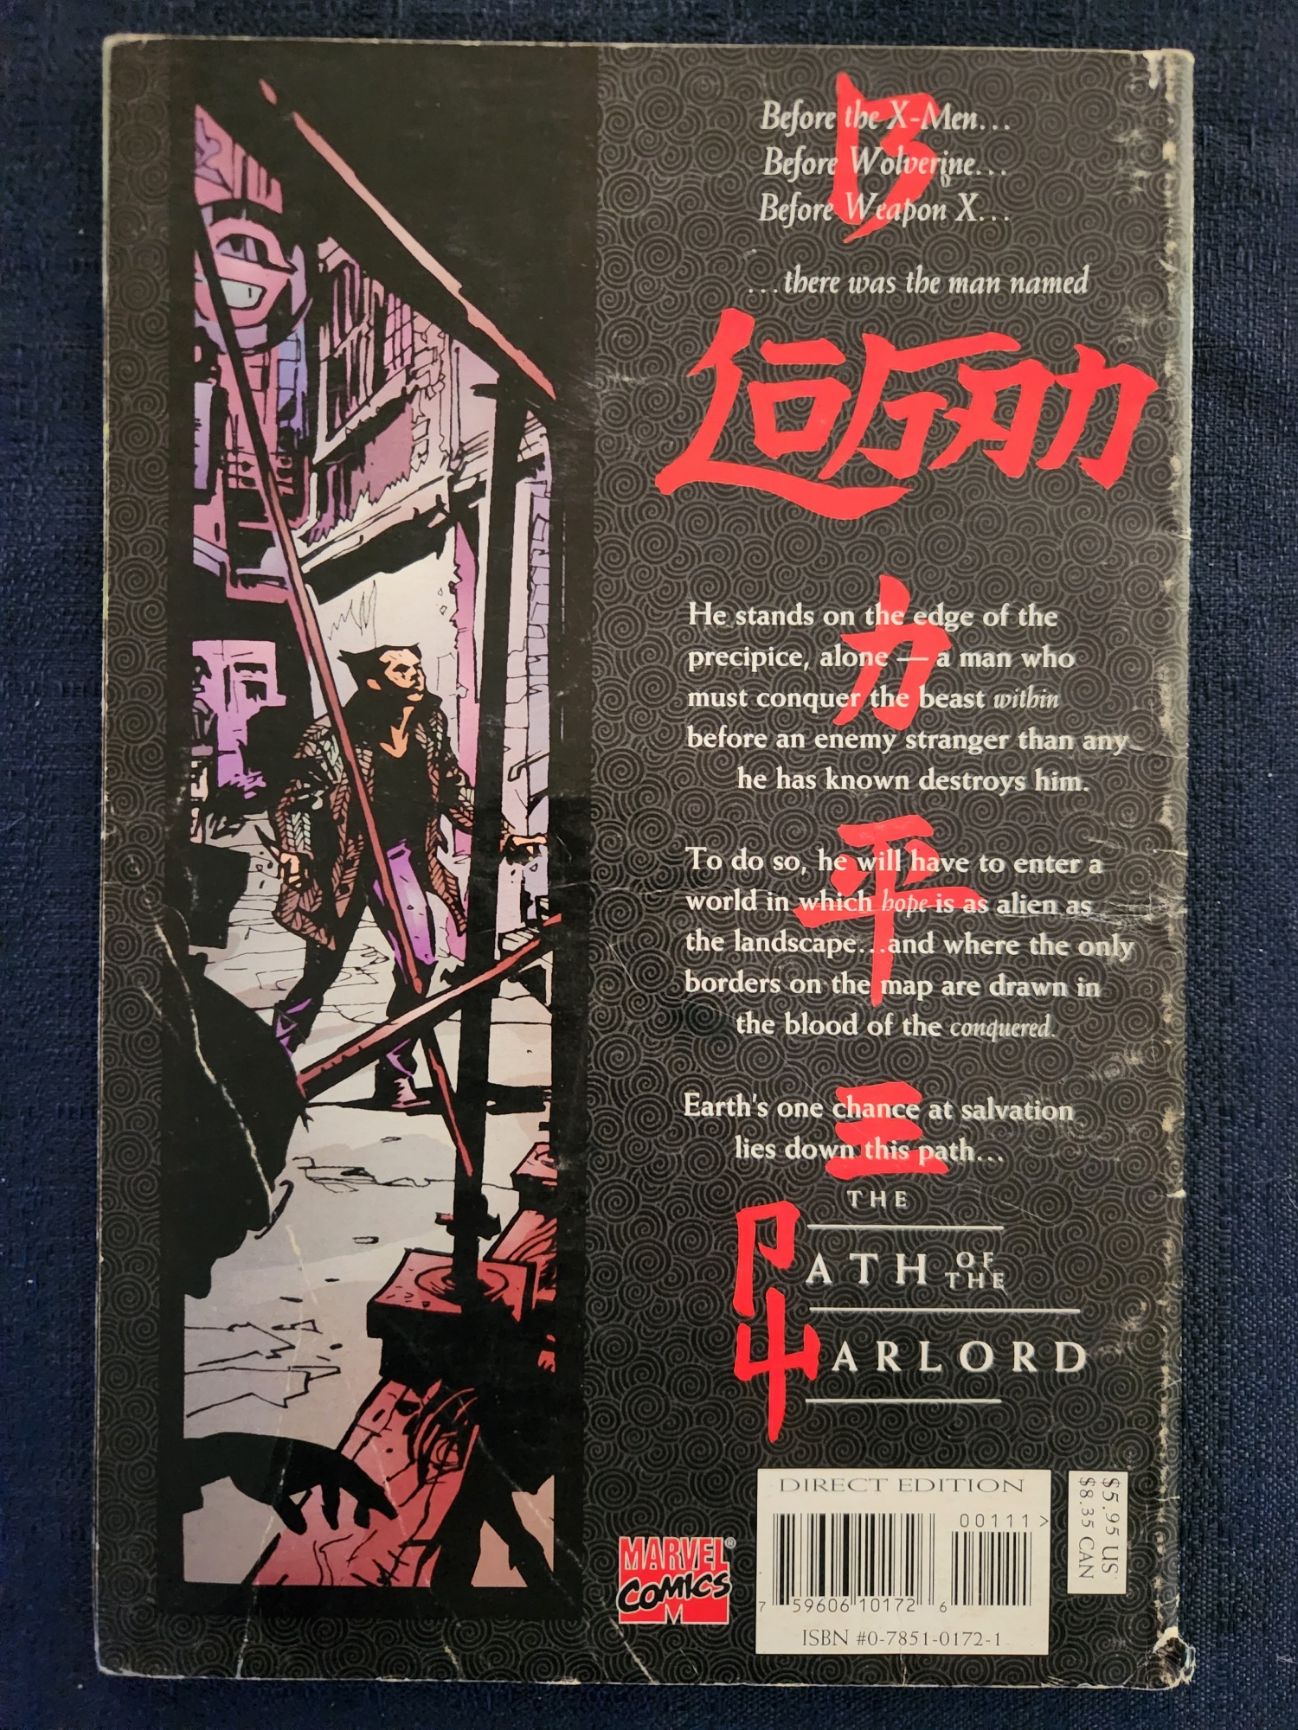 Before the X-Men...
Before Wolverine...
Before Weapon X...
...there was the man named
LOGAN
He stands on the edge of the
precipice, alone — a man who
must conquer the beast within
before an enemy stranger than any
he has known destroys him.
To do so, he will have to enter a
world in which hope is as alien as
the landscape...and where the only
borders on the map are drawn in
the blood of the conquered.
Earth's one chance at salvation
lies down this path...
THE
PATH OF THE
WARLORD
DIRECT EDITION
00111>
7 59606 10172 6
ISBN #0-7851-0172-1
$5.95 US
$8.35 CAN
MARVEL®
COMICS
M